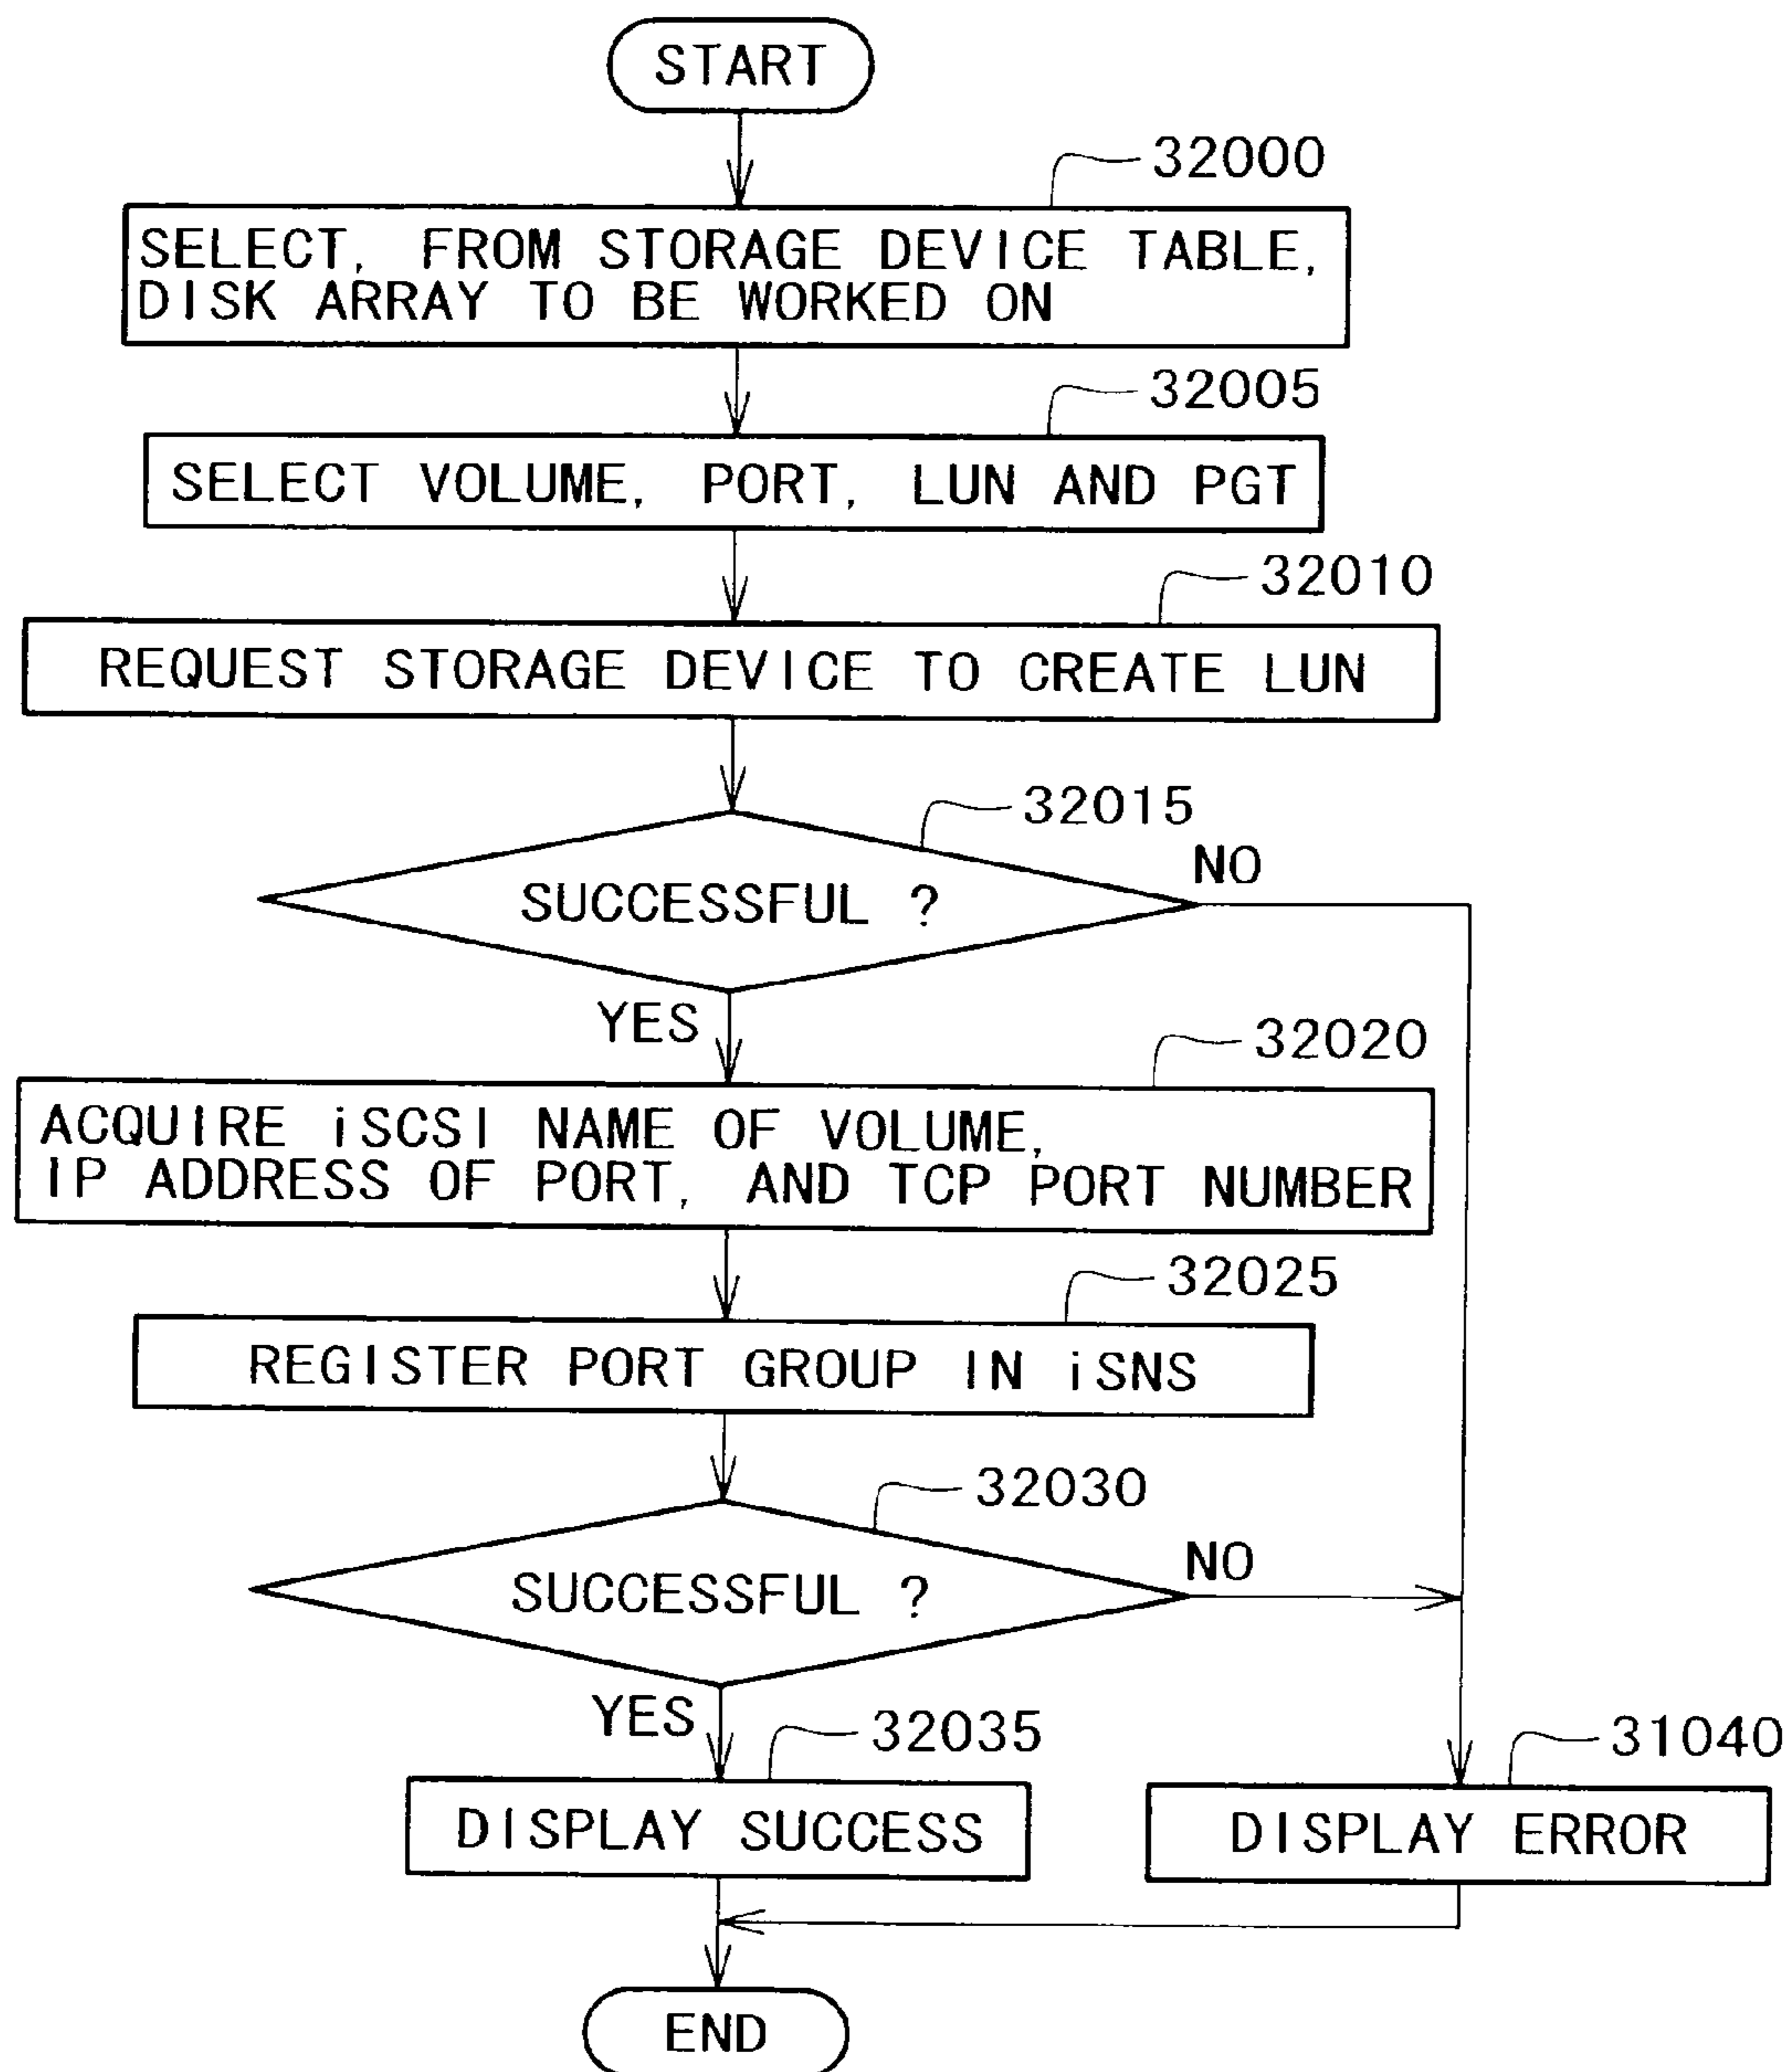 START
32000
SELECT, FROM STORAGE DEVICE TABLE,
DISK ARRAY TO BE WORKED ON
32005
SELECT VOLUME, PORT, LUN AND PGT
32010
REQUEST STORAGE DEVICE TO CREATE LUN
32015
SUCCESSFUL ?
NO
YES
32020
ACQUIRE iSCSI NAME OF VOLUME,
IP ADDRESS OF PORT, AND TCP PORT NUMBER
32025
REGISTER PORT GROUP IN iSNS
32030
SUCCESSFUL ?
NO
YES
32035
DISPLAY SUCCESS
31040
DISPLAY ERROR
END